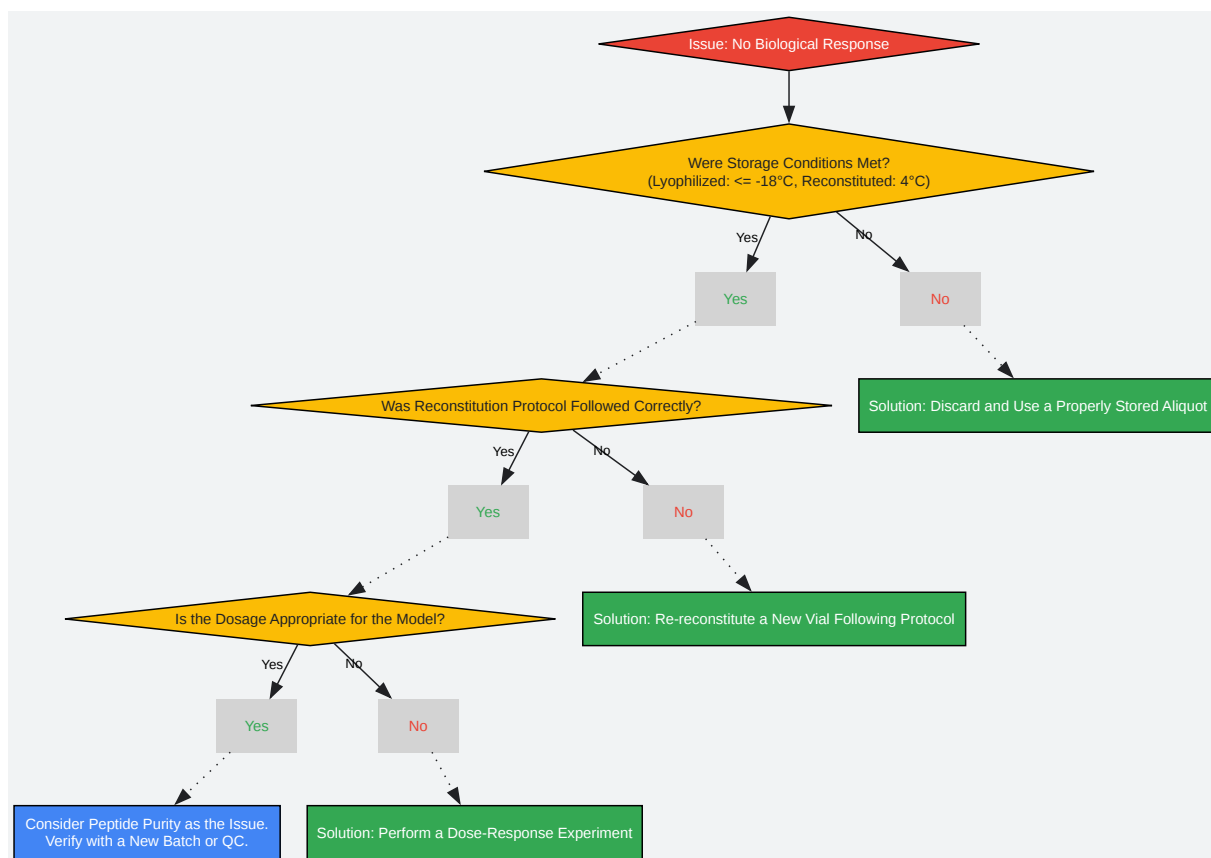 Issue: No Biological Response
Were Storage Conditions Met?
(Lyophilized: <= -18°C, Reconstituted: 4°C)
Yes
No
Yes
No
Was Reconstitution Protocol Followed Correctly?
Solution: Discard and Use a Properly Stored Aliquot
Yes
No
Yes
No
Is the Dosage Appropriate for the Model?
Solution: Re-reconstitute a New Vial Following Protocol
Yes
No
Yes
No
Consider Peptide Purity as the Issue.
Verify with a New Batch or QC.
Solution: Perform a Dose-Response Experiment